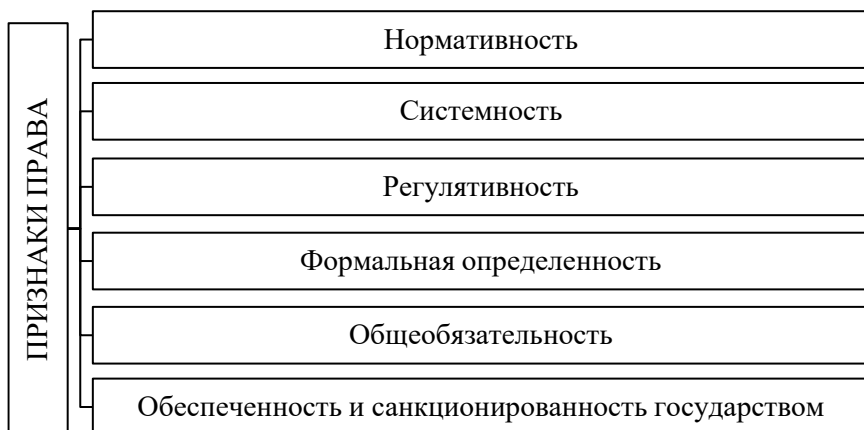 ПРИЗНАКИ ПРАВА
Нормативность
Системность
Регулятивность
Формальная определенность
Общеобязательность
Обеспеченность и санкционированность государством